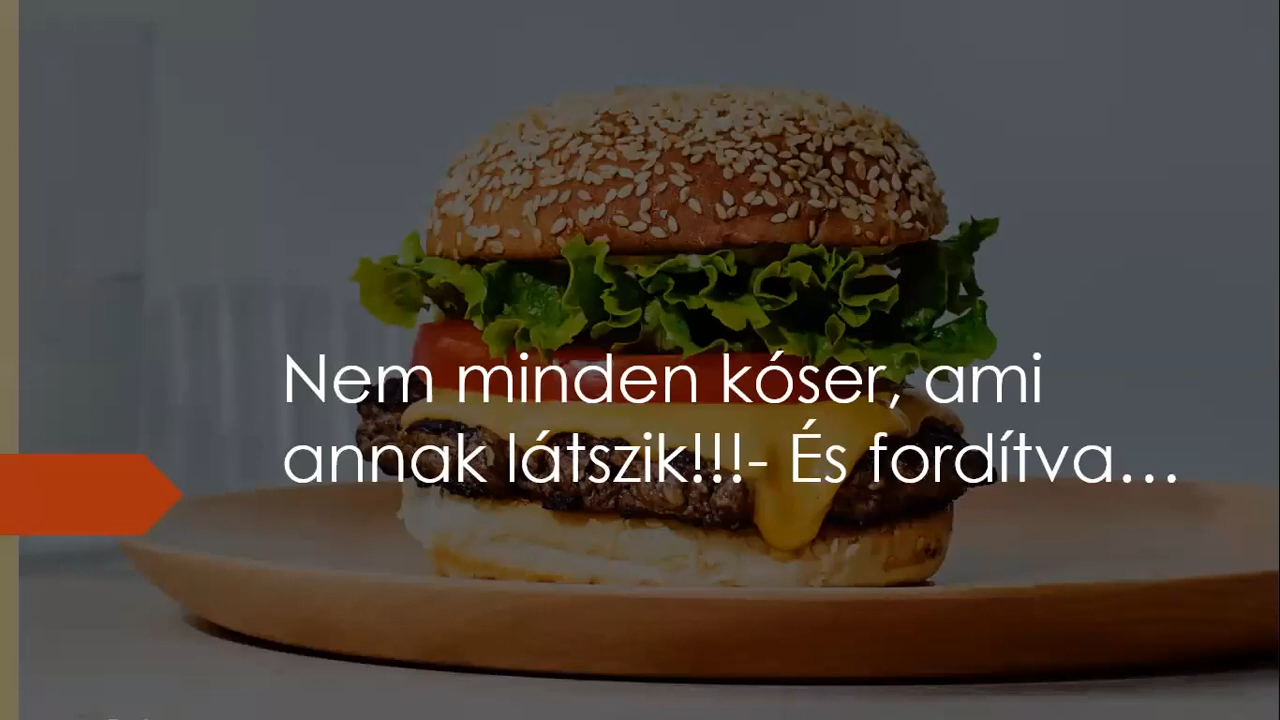 Nem minden kóser, ami
annak látszik!!!- És fordítva…